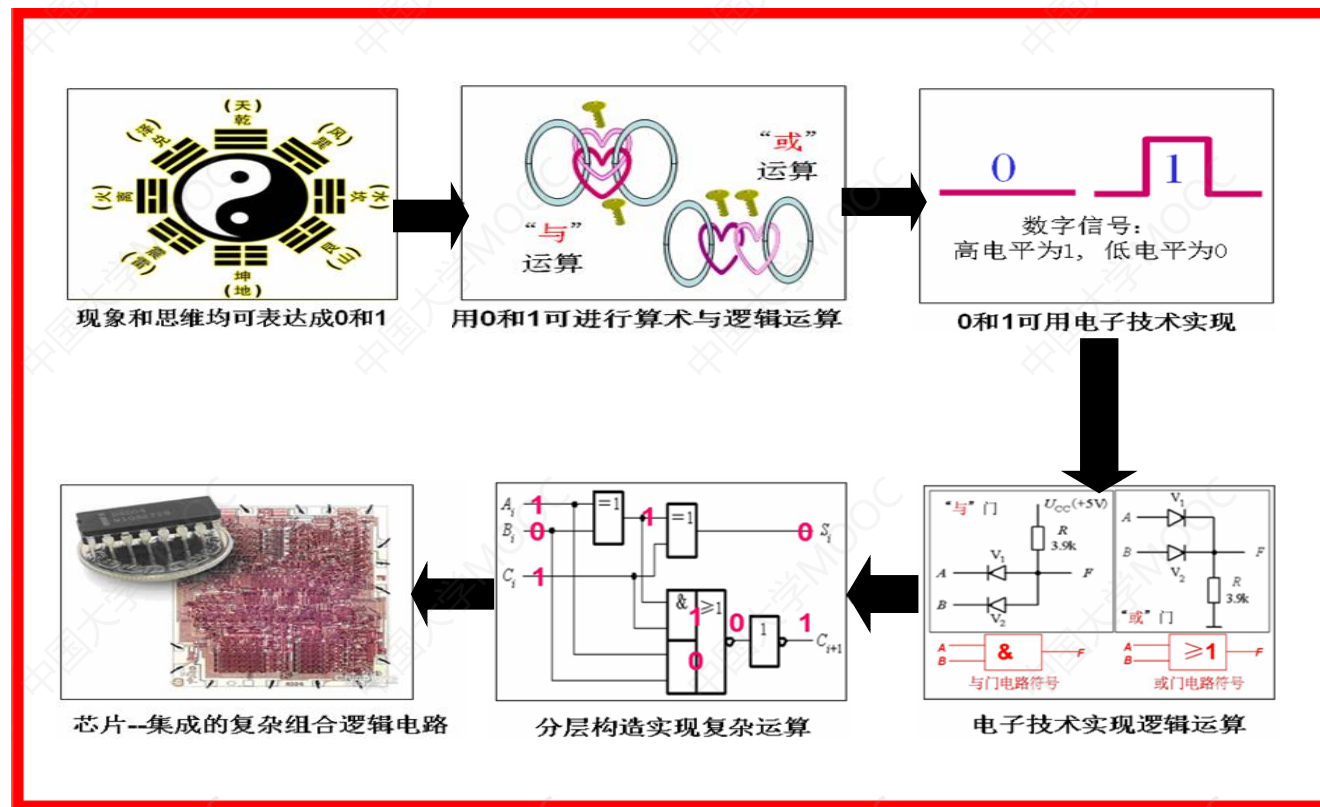 (天)
乾
(风)
巽
(水)
坎
(山)
艮
坤
(地)
(雷)
震
(火)
离
(泽)
兑
现象和思维均可表达成0和1
“或”
运算
“与”
运算
用0和1可进行算术与逻辑运算
0
1
数字信号:
高电平为1, 低电平为0
0和1可用电子技术实现
“与”门
UCC(+5V)
R
3.9k
V1
A
F
B
V2
V1
A
B
F
V2
R
3.9k
“或”门
A
B
&
F
与门电路符号
A
B
≥1
F
或门电路符号
电子技术实现逻辑运算
Ai
1
=1
1
=1
Bi
0
0
Si
Ci
1
&
≥1
1
0
1
1
Ci+1
0
分层构造实现复杂运算
芯片--集成的复杂组合逻辑电路
中国大学MOOC